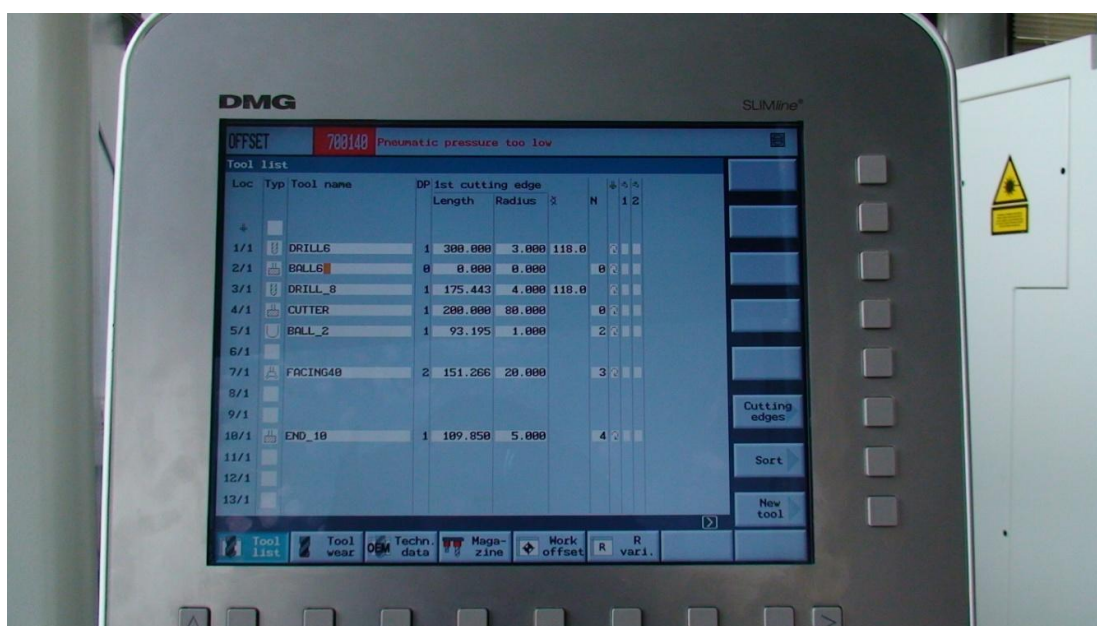 DMG
SLIMline®
OFFSET 700140 Pneumatic pressure too low
Tool list
Loc Typ Tool name DP 1st cutting edge
Length Radius N 1 2
1/1 DRILL6 1 300.000 3.000 118.0
2/1 BALL6 0 0.000 0.000 0
3/1 DRILL_8 1 175.443 4.000 118.0
4/1 CUTTER 1 200.000 80.000 0
5/1 BALL_2 1 93.195 1.000 2
6/1
7/1 FACING40 2 151.266 20.000 3
8/1
9/1
10/1 END_10 1 109.850 5.000 4
11/1
12/1
13/1
Cutting
edges
Sort
New
tool
Tool
list
Tool
wear
OEM
Techn.
data
Maga-
zine
Work
offset
R
R
vari.